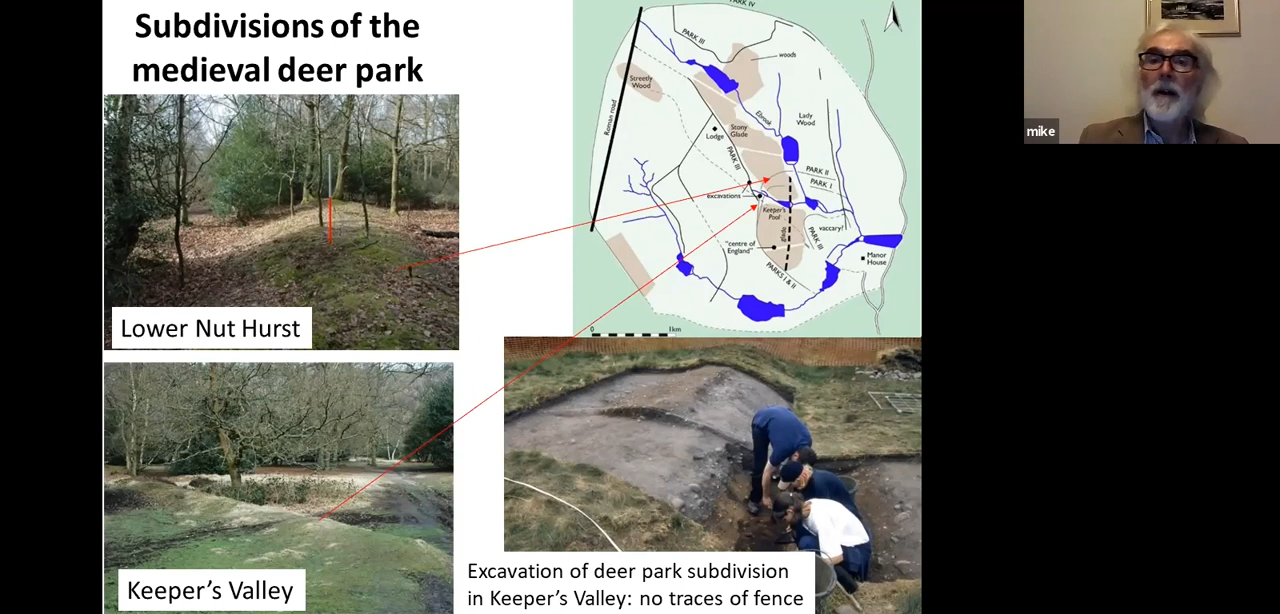 Subdivisions of the
medieval deer park
Lower Nut Hurst
Keeper's Valley
PARK IV
PARK III
woods
Streetly
Wood
Roman road
Ebrook
Lady
Wood
Stony
Glade
Lodge
PARK III
PARK II
PARK I
excavations
Keeper's
Pool
glade
vaccary?
PARK III
"centre of
England"
Manor
House
PARKS I & II
0
1km
Excavation of deer park subdivision
in Keeper's Valley: no traces of fence
mike